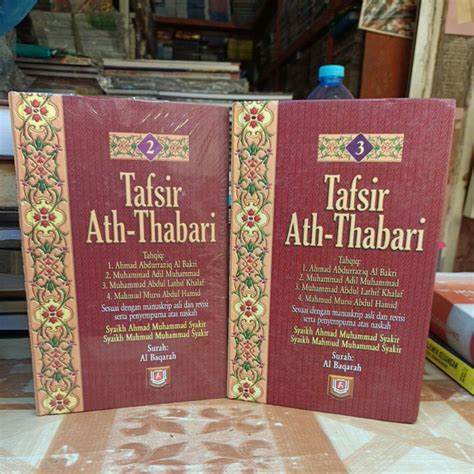 2
Tafsir
Ath-Thabari
Tahqiq:
1. Ahmad Abdurraziq Al Bakri
2. Muhammad Adil Muhammad
3. Muhammad Abdul Lathif Khalaf
4. Mahmud Mursi Abdul Hamid
Sesuai dengan manuskrip asli dan revisi
serta penyempurna atas naskah
Syaikh Ahmad Muhammad Syakir
Syaikh Mahmud Muhammad Syakir
Surah:
Al Baqarah
3
Tafsir
Ath-Thabari
Tahqiq:
1. Ahmad Abdurraziq Al Bakri
2. Muhammad Adil Muhammad
3. Muhammad Abdul Lathif Khalaf
4. Mahmud Mursi Abdul Hamid
Sesuai dengan manuskrip asli dan revisi
serta penyempurna atas naskah
Syaikh Ahmad Muhammad Syakir
Syaikh Mahmud Muhammad Syakir
Surah:
Al Baqarah